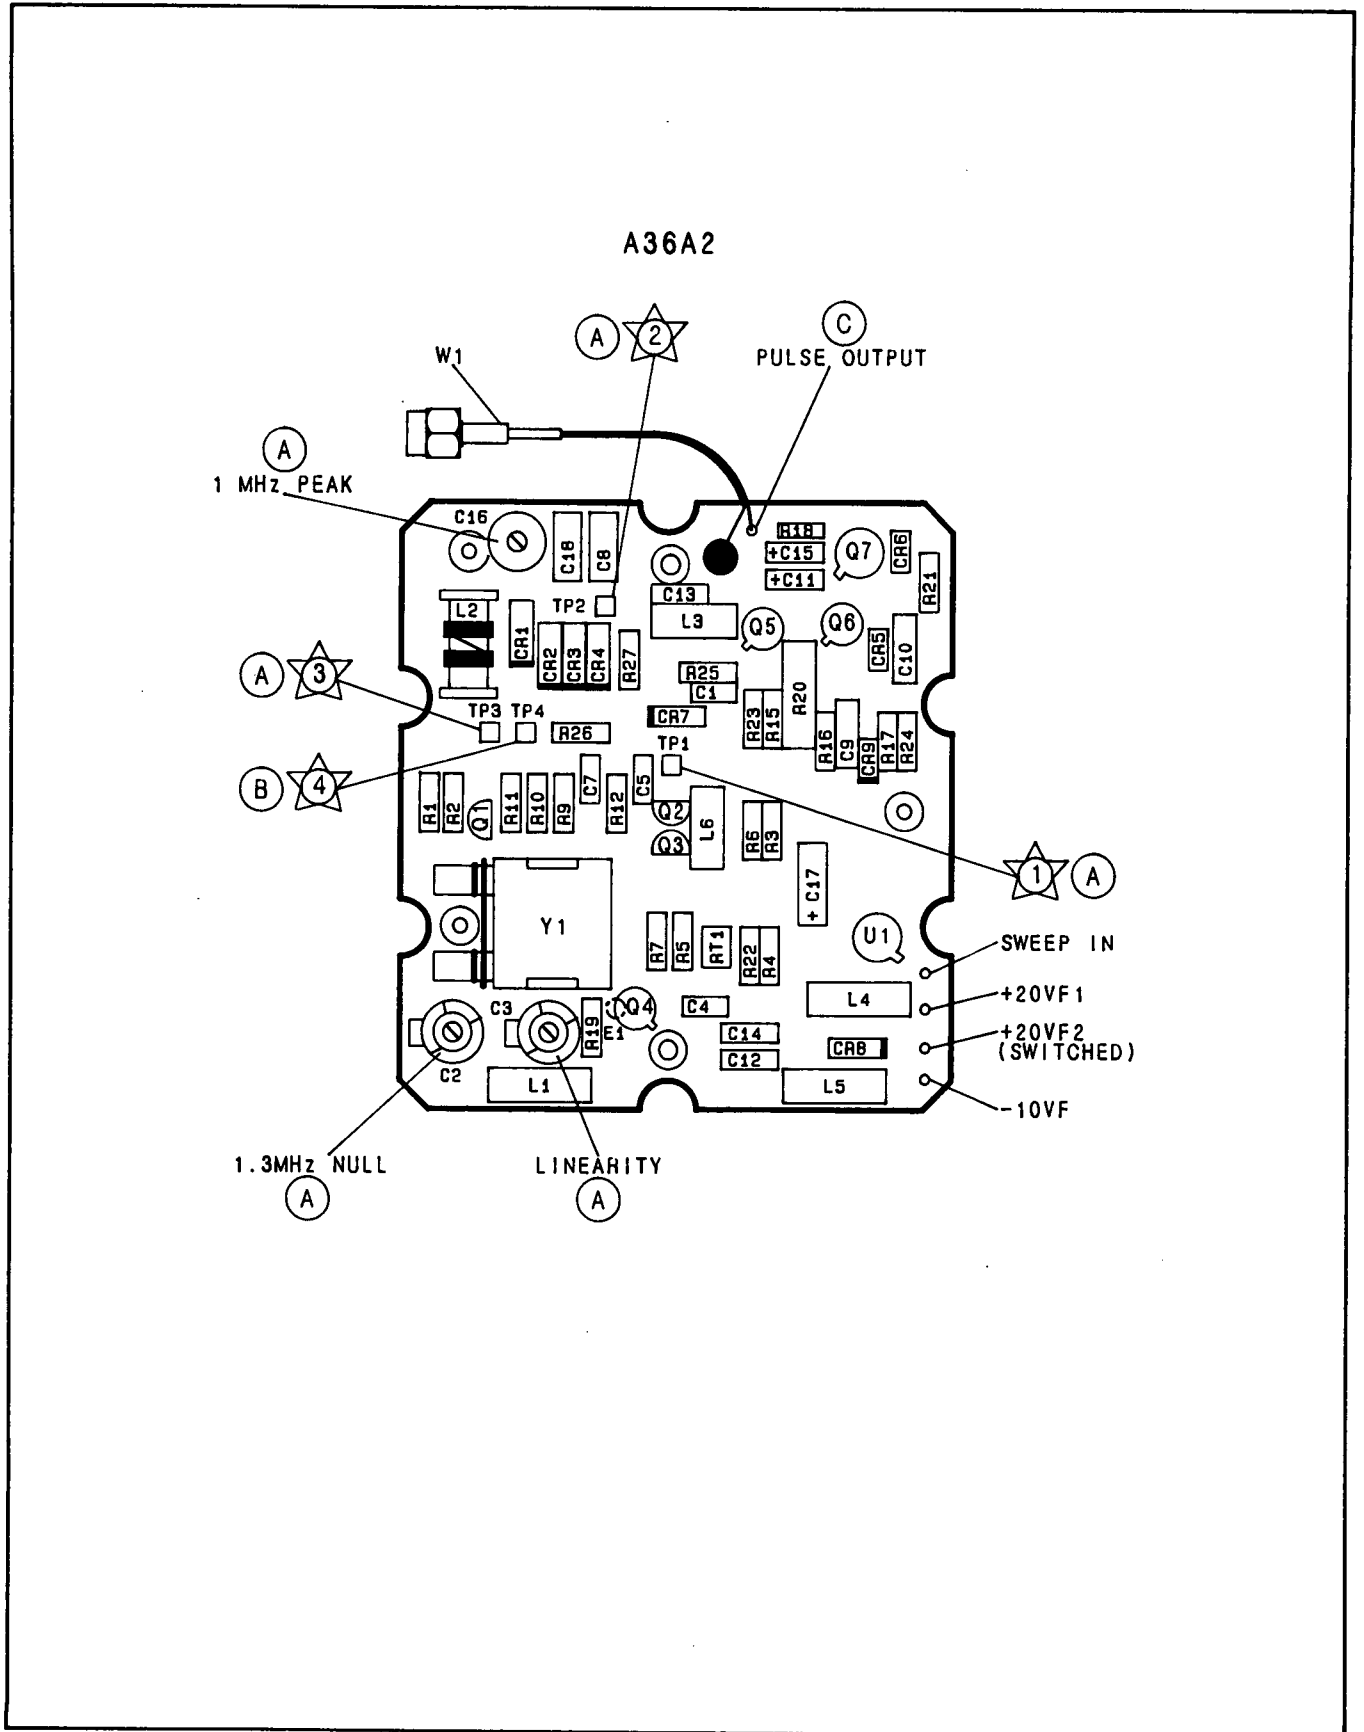 A36A2
A 2
C
PULSE OUTPUT
W1
A
1 MHz PEAK
C16
C18
C8
R18
+C15
+C11
Q7
CR6
R21
TP2
C13
L3
L2
CR1
CR2
CR3
CR4
R27
Q5
Q6
CR5
C10
A 3
R25
C1
R20
TP3 TP4
R26
CR7
TP1
R23
R15
R16
C9
CR9
R17
R24
B 4
R1
R2
Q1
R11
R10
R9
C7
R12
C5
Q2
Q3
L6
R6
R3
1 A
+ C17
Y1
R7
R5
RT1
R22
R4
U1
SWEEP IN
L4
+20VF1
C3
R19
E1
Q4
C4
C14
C12
CR8
+20VF2
(SWITCHED)
C2
L1
L5
-10VF
1.3MHz NULL
A
LINEARITY
A